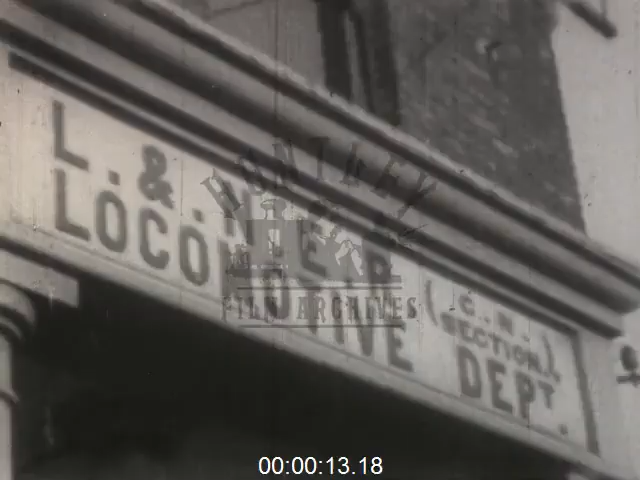 L. & N.E.R. (C.N.
LOCOMOTIVE SECTION). DEPT.
HUNTLEY
FILM ARCHIVES
00:00:13.18